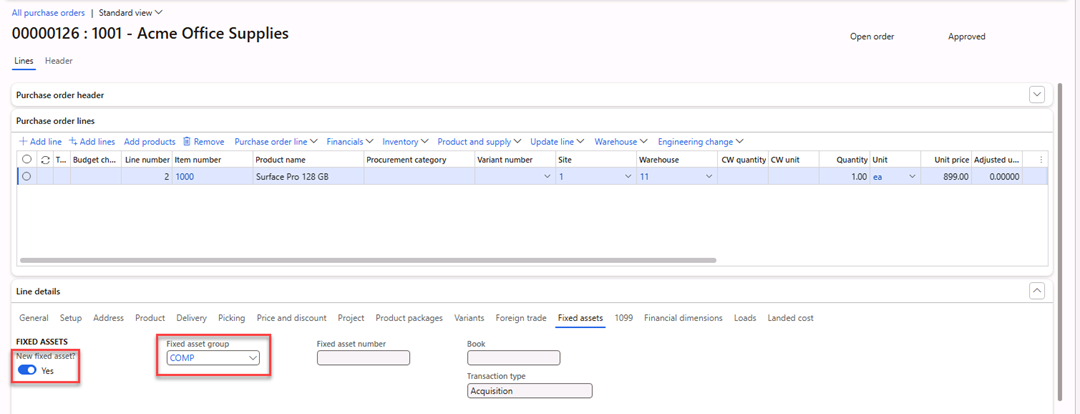 All purchase orders | Standard view
00000126 : 1001 - Acme Office Supplies
Open order Approved
Lines Header
Purchase order header
Purchase order lines
Add line Add lines Add products Remove Purchase order line Financials Inventory Product and supply Update line Warehouse Engineering change
T... Budget ch... Line number Item number Product name Procurement category Variant number Site Warehouse CW quantity CW unit Quantity Unit Unit price Adjusted u...
2 1000 Surface Pro 128 GB 1 11 1.00 ea 899.00 0.00000
Line details
General Setup Address Product Delivery Picking Price and discount Project Product packages Variants Foreign trade Fixed assets 1099 Financial dimensions Loads Landed cost
FIXED ASSETS Fixed asset group Fixed asset number Book
New fixed asset?
Yes COMP
Transaction type
Acquisition